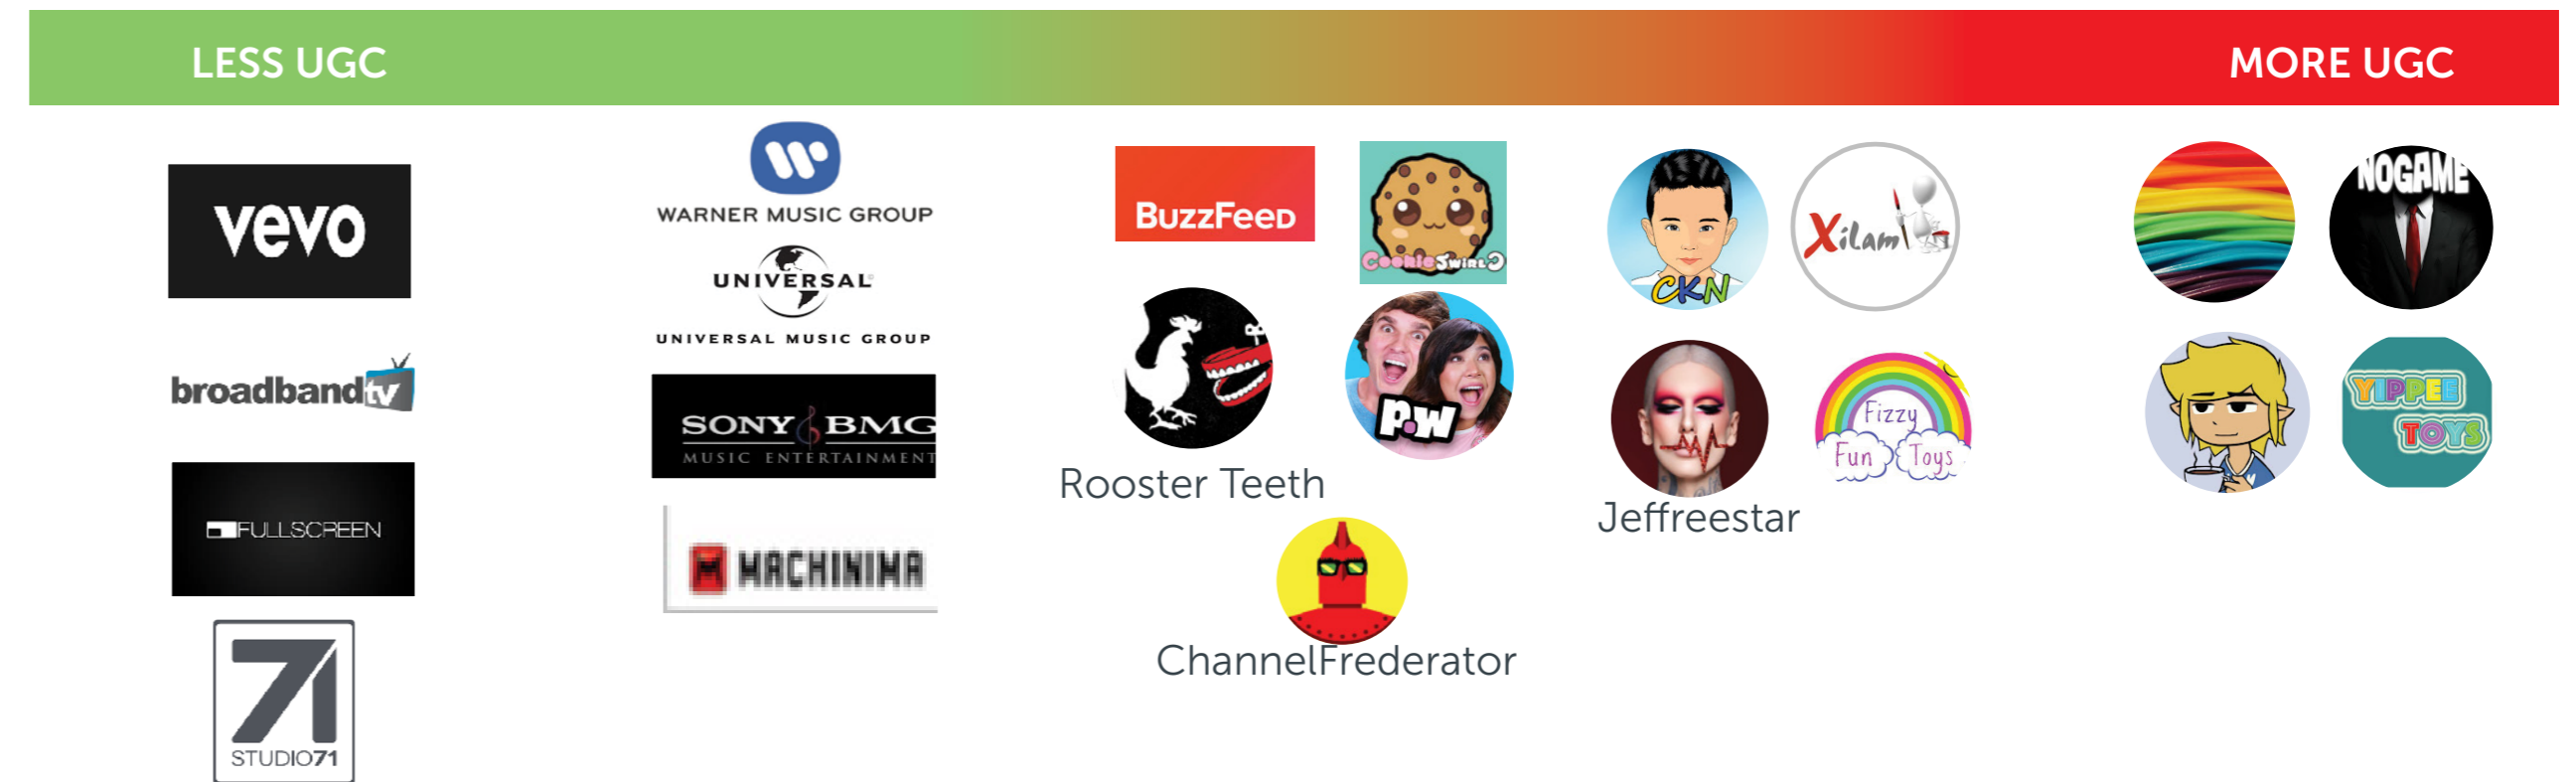 LESS UGC
MORE UGC
vevo
broadbandtv
FULLSCREEN
STUDIO71
WARNER MUSIC GROUP
UNIVERSAL
UNIVERSAL MUSIC GROUP
SONY BMG
MUSIC ENTERTAINMENT
MACHINIMA
BuzzFeed
CookieSwirlC
Rooster Teeth
P.W
ChannelFrederator
CKN
Xilam
Jeffreestar
Fizzy
Fun Toys
NOGAME
YIPPEE
TOYS